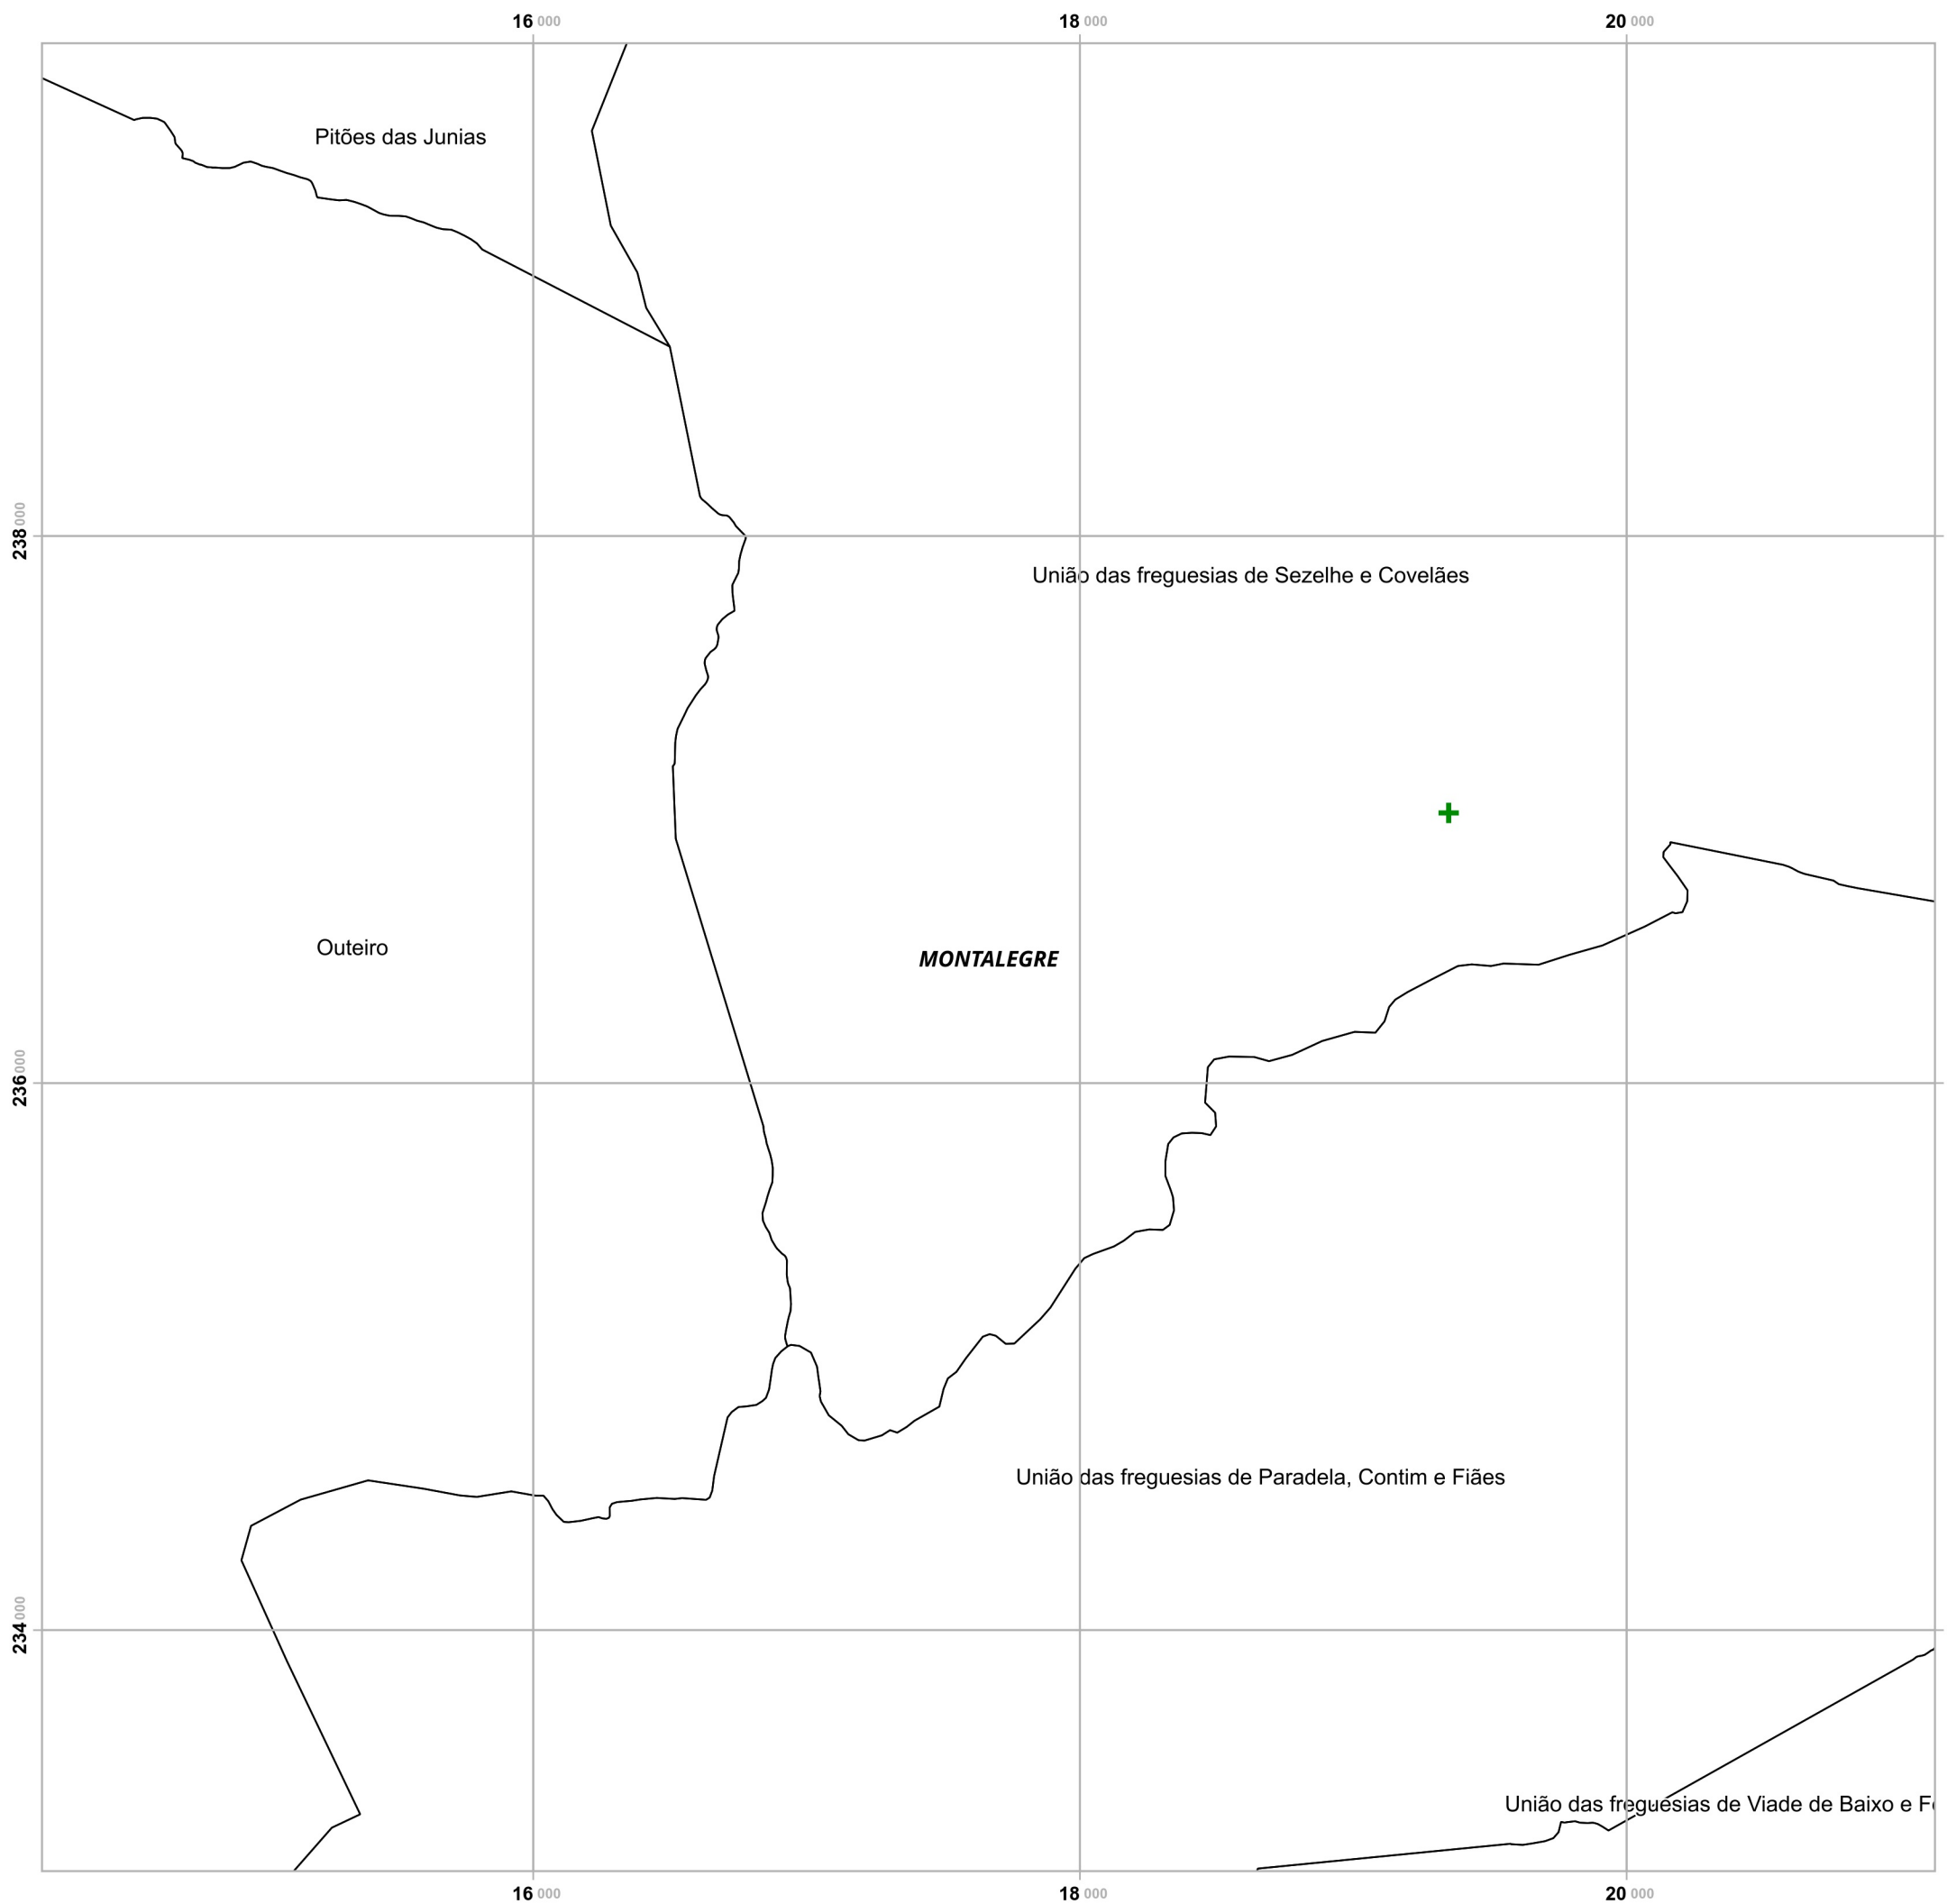 16 000 18 000 20 000
Pitões das Junias
238 000
União das freguesias de Sezelhe e Covelães
Outeiro
MONTALEGRE
236 000
União das freguesias de Paradela, Contim e Fiães
234 000
União das freguesias de Viade de Baixo e F
16 000 18 000 20 000